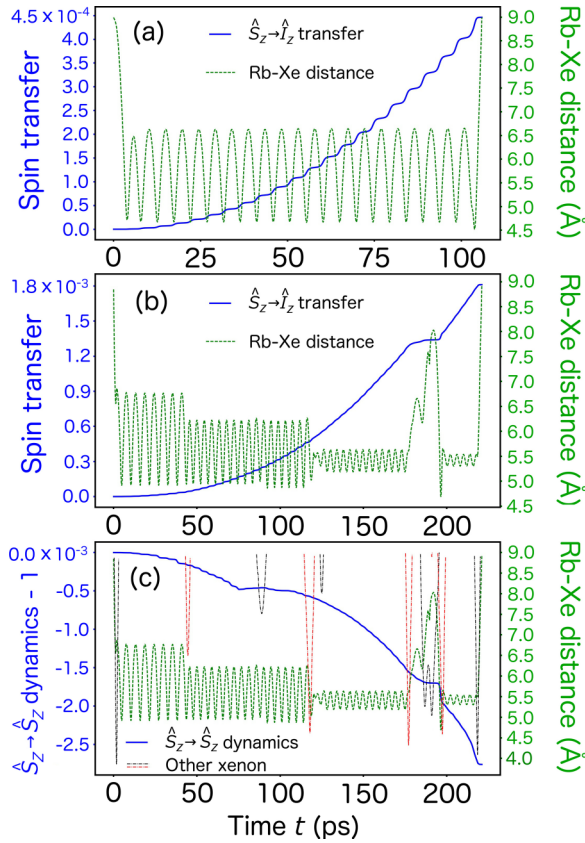 4.5 ×10⁻⁴
4.0
3.5
3.0
2.5
2.0
1.5
1.0
0.5
0.0
Spin transfer
(a)
Ŝz→Îz transfer
Rb-Xe distance
9.0
8.5
8.0
7.5
7.0
6.5
6.0
5.5
5.0
4.5
Rb-Xe distance (Å)
0 25 50 75 100
1.8 ×10⁻³
1.5
1.2
0.9
0.6
0.3
0.0
Spin transfer
(b)
Ŝz→Îz transfer
Rb-Xe distance
9.0
8.5
8.0
7.5
7.0
6.5
6.0
5.5
5.0
4.5
Rb-Xe distance (Å)
0 50 100 150 200
0.0 ×10⁻³
-0.5
-1.0
-1.5
-2.0
-2.5
Ŝz→Ŝz dynamics - 1
(c)
Ŝz→Ŝz dynamics
Other xenon
9.0
8.5
8.0
7.5
7.0
6.5
6.0
5.5
5.0
4.5
4.0
Rb-Xe distance (Å)
0 50 100 150 200
Time t (ps)